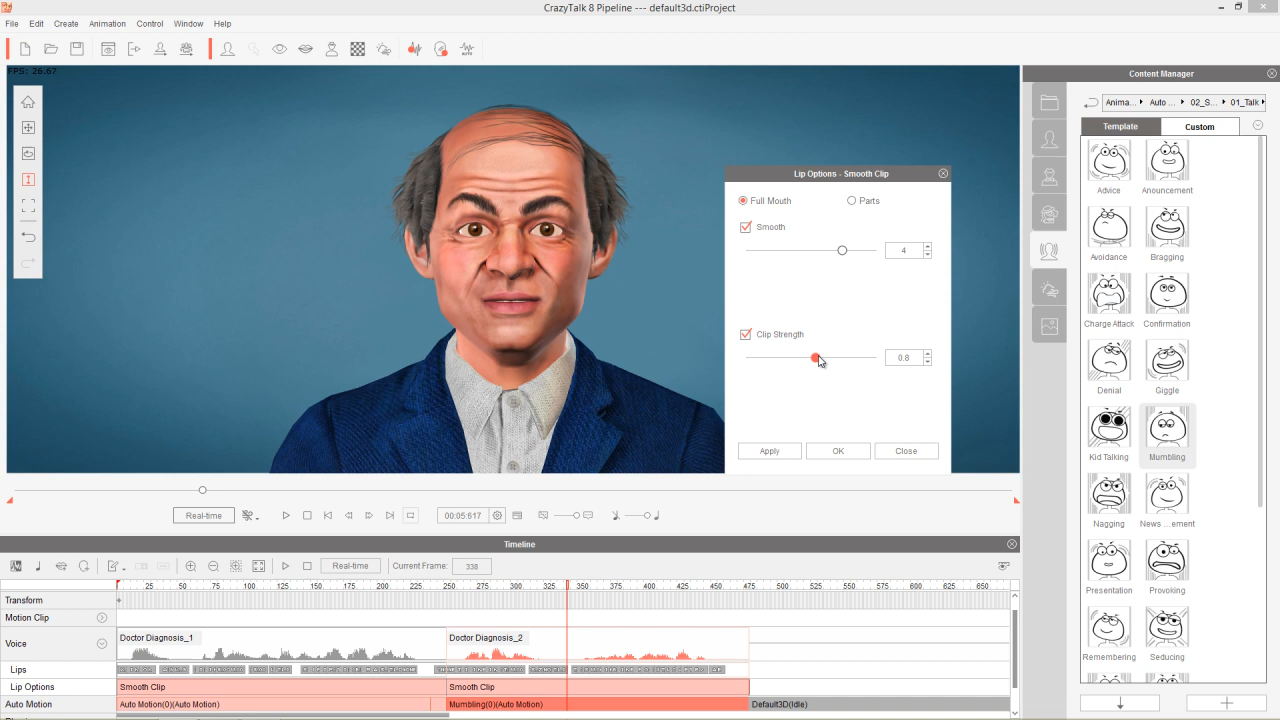 CrazyTalk 8 Pipeline --- default3d.ctiProject
File Edit Create Animation Control Window Help
FPS: 26.67
Content Manager
Anima... Auto ... 02_S... 01_Talk
Template Custom
Advice Anouncement
Avoidance Bragging
Charge Attack Confirmation
Denial Giggle
Kid Talking Mumbling
Nagging News ...ement
Presentation Provoking
Remembering Seducing
Lip Options - Smooth Clip
Full Mouth Parts
Smooth
4
Clip Strength
0.8
Apply OK Close
Real-time 00:05:617
Timeline
AUTO
Real-time Current Frame: 338
25 50 75 100 125 150 175 200 225 250 275 300 325 350 375 400 425 450 475 500 525 550 575 600 625 650
Transform
Motion Clip
Voice Doctor Diagnosis_1 Doctor Diagnosis_2
Lips
Lip Options Smooth Clip Smooth Clip
Auto Motion Auto Motion(0)(Auto Motion) Mumbling(0)(Auto Motion) Default3D(Idle)